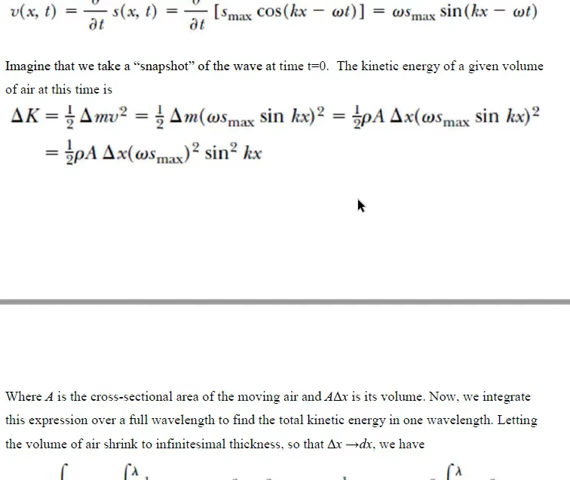 v(x, t) = ∂/∂t s(x, t) = ∂/∂t [s_max cos(kx − ωt)] = ωs_max sin(kx − ωt)
Imagine that we take a “snapshot” of the wave at time t=0.  The kinetic energy of a given volume
of air at this time is
ΔK = ½ Δmv² = ½ Δm(ωs_max sin kx)² = ½ρA Δx(ωs_max sin kx)²
= ½ρA Δx(ωs_max)² sin² kx
Where A is the cross-sectional area of the moving air and AΔx is its volume. Now, we integrate
this expression over a full wavelength to find the total kinetic energy in one wavelength. Letting
the volume of air shrink to infinitesimal thickness, so that Δx →dx, we have